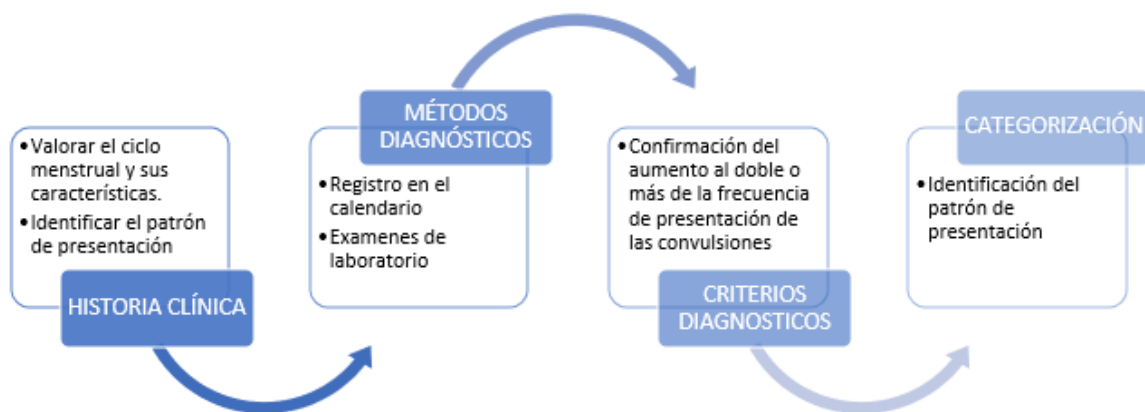 •Valorar el ciclo
menstrual y sus
características.
•Identificar el patrón
de presentación
HISTORIA CLÍNICA
MÉTODOS
DIAGNÓSTICOS
•Registro en el
calendario
•Examenes de
laboratorio
•Confirmación del
aumento al doble o
más de la frecuencia
de presentación de
las convulsiones
CRITERIOS
DIAGNOSTICOS
CATEGORIZACIÓN
•Identificación del
patrón de
presentación